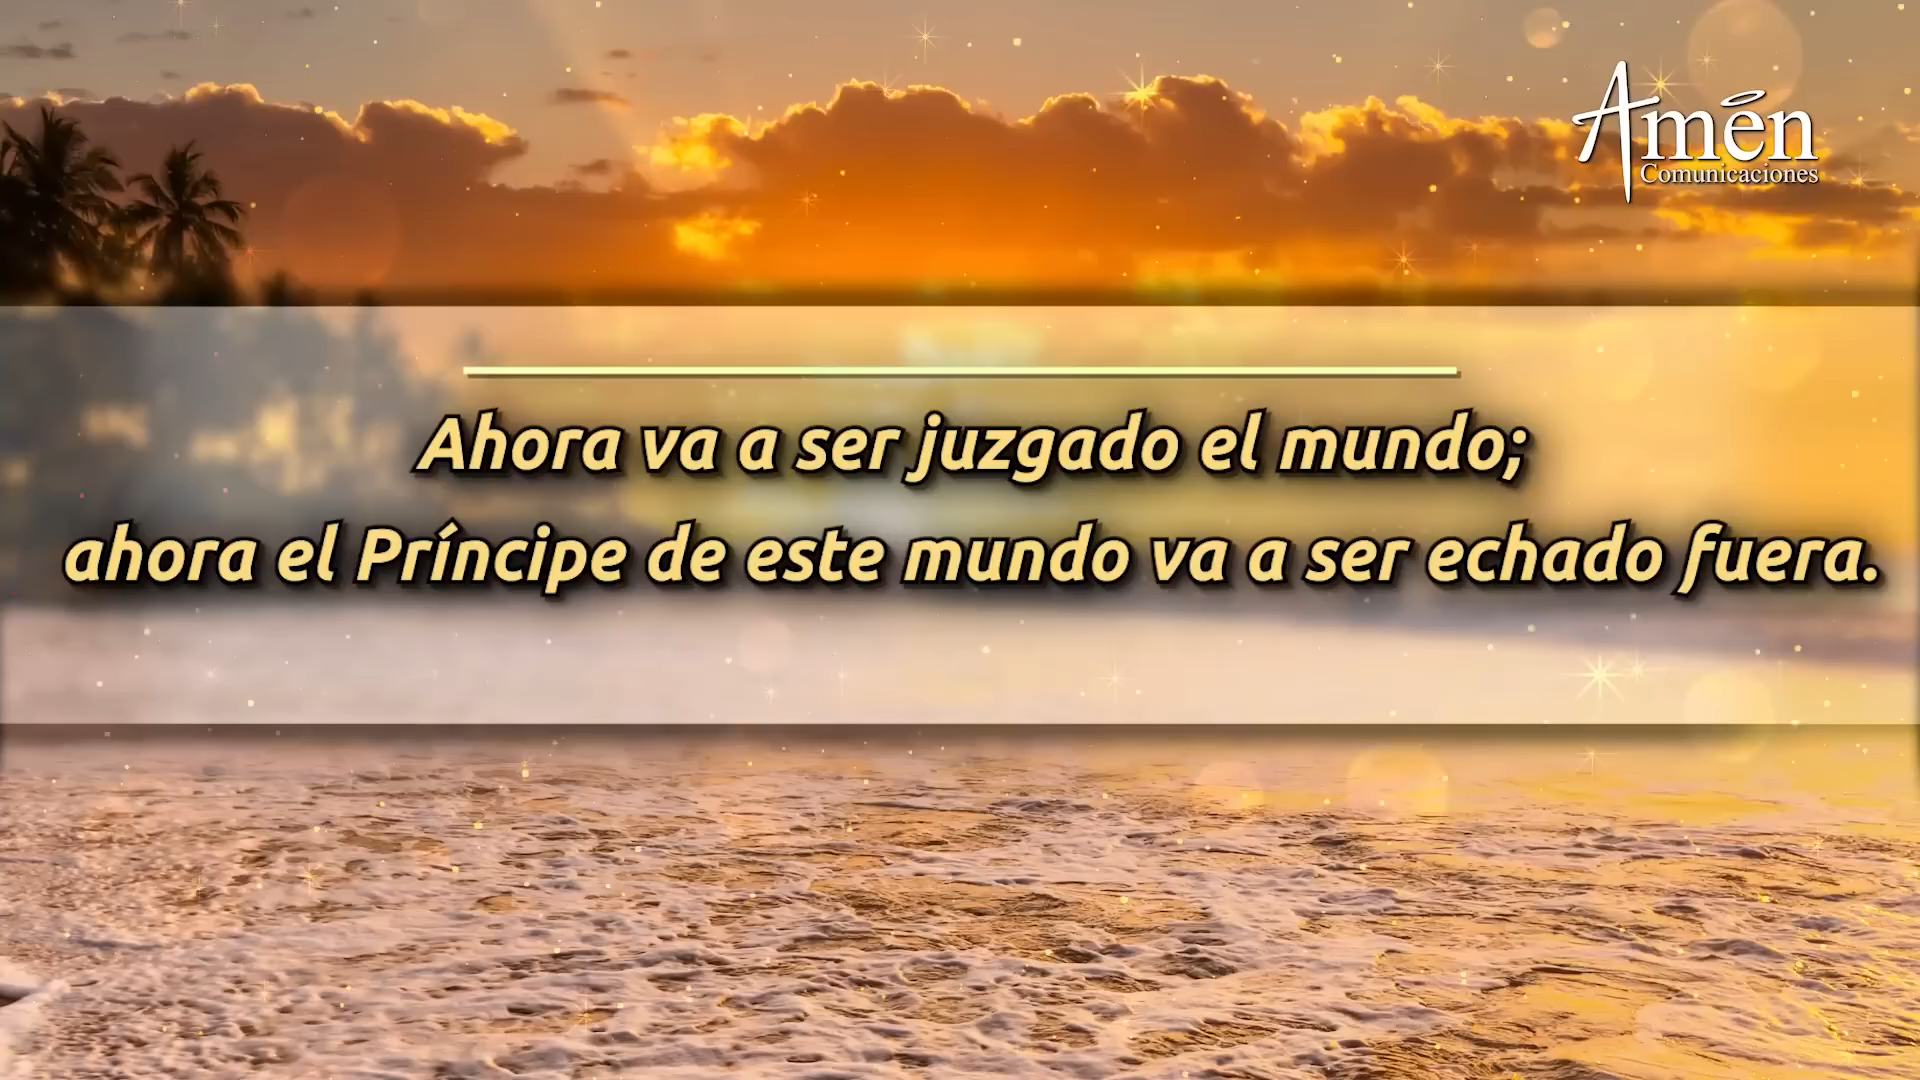 Amén
Comunicaciones
Ahora va a ser juzgado el mundo;
ahora el Príncipe de este mundo va a ser echado fuera.